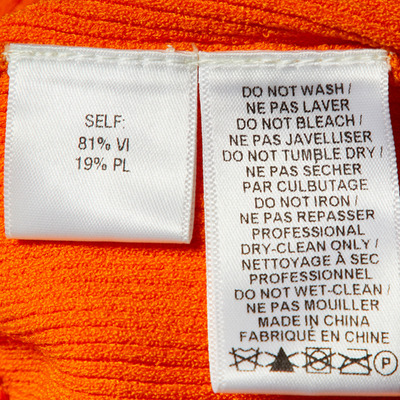 SELF:
81% VI
19% PL
DO NOT WASH /
NE PAS LAVER
DO NOT BLEACH /
NE PAS JAVELLISER
DO NOT TUMBLE DRY /
NE PAS SÉCHER
PAR CULBUTAGE
DO NOT IRON /
NE PAS REPASSER
PROFESSIONAL
DRY-CLEAN ONLY /
NETTOYAGE À SEC
PROFESSIONNEL
DO NOT WET-CLEAN /
NE PAS MOUILLER
MADE IN CHINA
FABRIQUÉ EN CHINE
P